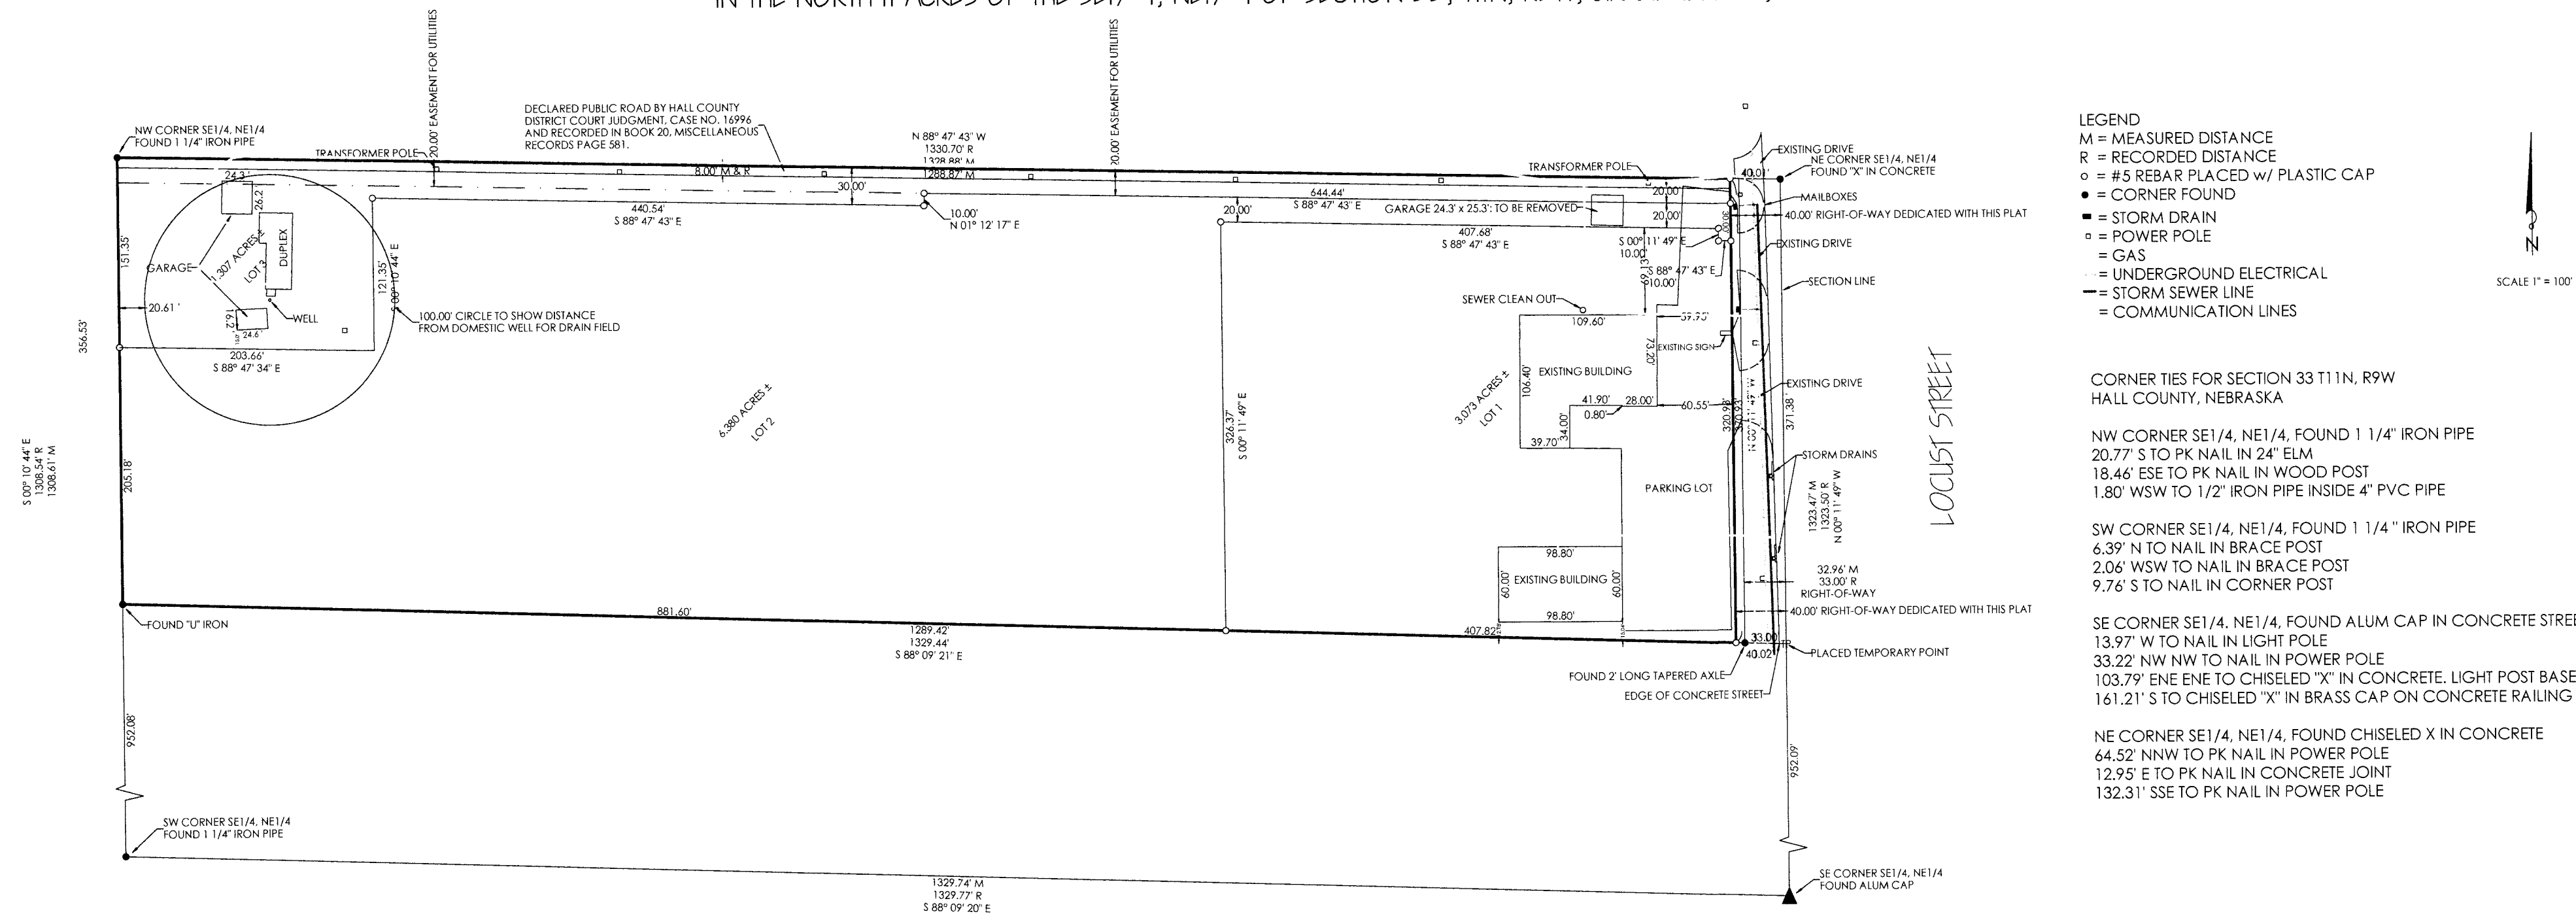 20.00' EASEMENT FOR UTILITIES
20.00' EASEMENT FOR UTILITIES
NW CORNER SE1/4, NE1/4
FOUND 1 1/4" IRON PIPE
TRANSFORMER POLE
DECLARED PUBLIC ROAD BY HALL COUNTY
DISTRICT COURT JUDGMENT, CASE NO. 16996
AND RECORDED IN BOOK 20, MISCELLANEOUS
RECORDS PAGE 581.
N 88° 47' 43" W
1330.70' R
1328.88' M
1288.87' M
8.00' M & R
30.00'
10.00'
N 01° 12' 17" E
440.54'
S 88° 47' 43" E
644.44'
S 88° 47' 43" E
20.00'
407.68'
S 88° 47' 43" E
TRANSFORMER POLE
GARAGE 24.3' x 25.3': TO BE REMOVED
20.00'
20.00'
40.01'
EXISTING DRIVE
NE CORNER SE1/4, NE1/4
FOUND "X" IN CONCRETE
MAILBOXES
40.00' RIGHT-OF-WAY DEDICATED WITH THIS PLAT
EXISTING DRIVE
SECTION LINE
S 00° 11' 49" E
10.00'
S 88° 47' 43" E
10.00'
24.3'
26.2'
DUPLEX
GARAGE
1.307 ACRES ±
LOT 3
151.35'
20.61'
WELL
16.2'
24.6'
203.66'
S 88° 47' 34" E
121.35'
S 00° 10' 44" E
100.00' CIRCLE TO SHOW DISTANCE
FROM DOMESTIC WELL FOR DRAIN FIELD
356.53'
S 00° 10' 44" E
1308.54' R
1308.61' M
205.18'
6.380 ACRES ±
LOT 2
326.37'
S 00° 11' 49" E
3.073 ACRES ±
LOT 1
SEWER CLEAN OUT
109.60'
59.95'
73.20'
EXISTING SIGN
EXISTING BUILDING
106.40'
41.90'
28.00'
0.80'
60.55'
34.00'
39.70'
EXISTING DRIVE
320.93'
371.38'
STORM DRAINS
PARKING LOT
1323.47' M
1323.50' R
N 00° 11' 49" W
98.80'
EXISTING BUILDING
60.00'
60.00'
98.80'
32.96' M
33.00' R
RIGHT-OF-WAY
40.00' RIGHT-OF-WAY DEDICATED WITH THIS PLAT
407.82'
33.00'
40.02'
PLACED TEMPORARY POINT
FOUND 2' LONG TAPERED AXLE
EDGE OF CONCRETE STREET
FOUND "U" IRON
881.60'
1289.42'
1329.44'
S 88° 09' 21" E
952.08'
952.09'
SW CORNER SE1/4, NE1/4
FOUND 1 1/4" IRON PIPE
1329.74' M
1329.77' R
S 88° 09' 20" E
SE CORNER SE1/4, NE1/4
FOUND ALUM CAP
LOCUST STREET
LEGEND
M = MEASURED DISTANCE
R = RECORDED DISTANCE
= #5 REBAR PLACED w/ PLASTIC CAP
= CORNER FOUND
= STORM DRAIN
= POWER POLE
= GAS
= UNDERGROUND ELECTRICAL
= STORM SEWER LINE
= COMMUNICATION LINES
N
SCALE 1" = 100'
CORNER TIES FOR SECTION 33 T11N, R9W
HALL COUNTY, NEBRASKA
NW CORNER SE1/4, NE1/4, FOUND 1 1/4" IRON PIPE
20.77' S TO PK NAIL IN 24" ELM
18.46' ESE TO PK NAIL IN WOOD POST
1.80' WSW TO 1/2" IRON PIPE INSIDE 4" PVC PIPE
SW CORNER SE1/4, NE1/4, FOUND 1 1/4" IRON PIPE
6.39' N TO NAIL IN BRACE POST
2.06' WSW TO NAIL IN BRACE POST
9.76' S TO NAIL IN CORNER POST
SE CORNER SE1/4. NE1/4, FOUND ALUM CAP IN CONCRETE
13.97' W TO NAIL IN LIGHT POLE
33.22' NW NW TO NAIL IN POWER POLE
103.79' ENE ENE TO CHISELED "X" IN CONCRETE. LIGHT POST BASE
161.21' S TO CHISELED "X" IN BRASS CAP ON CONCRETE RAILING
NE CORNER SE1/4, NE1/4, FOUND CHISELED X IN CONCRETE
64.52' NNW TO PK NAIL IN POWER POLE
12.95' E TO PK NAIL IN CONCRETE JOINT
132.31' SSE TO PK NAIL IN POWER POLE